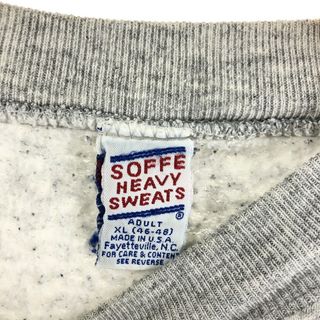 SOFFE
HEAVY
SWEATS®
ADULT
XL (46-48)
MADE IN U.S.A.
Fayetteville, N.C.
FOR CARE & CONTENT
SEE REVERSE